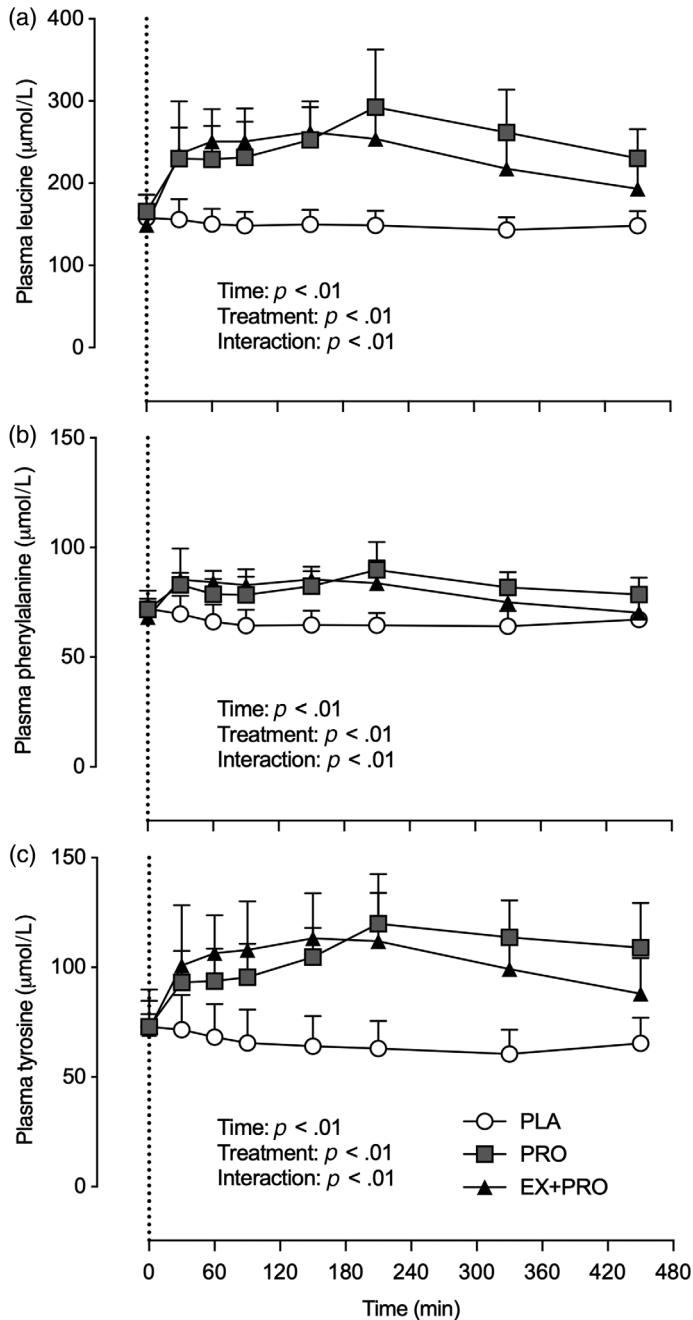 (a)
Plasma leucine (μmol/L)
400
300
200
100
0
Time: p < .01
Treatment: p < .01
Interaction: p < .01
(b)
Plasma phenylalanine (μmol/L)
150
100
50
0
Time: p < .01
Treatment: p < .01
Interaction: p < .01
(c)
Plasma tyrosine (μmol/L)
150
100
50
0
Time: p < .01
Treatment: p < .01
Interaction: p < .01
PLA
PRO
EX+PRO
0 60 120 180 240 300 360 420 480
Time (min)